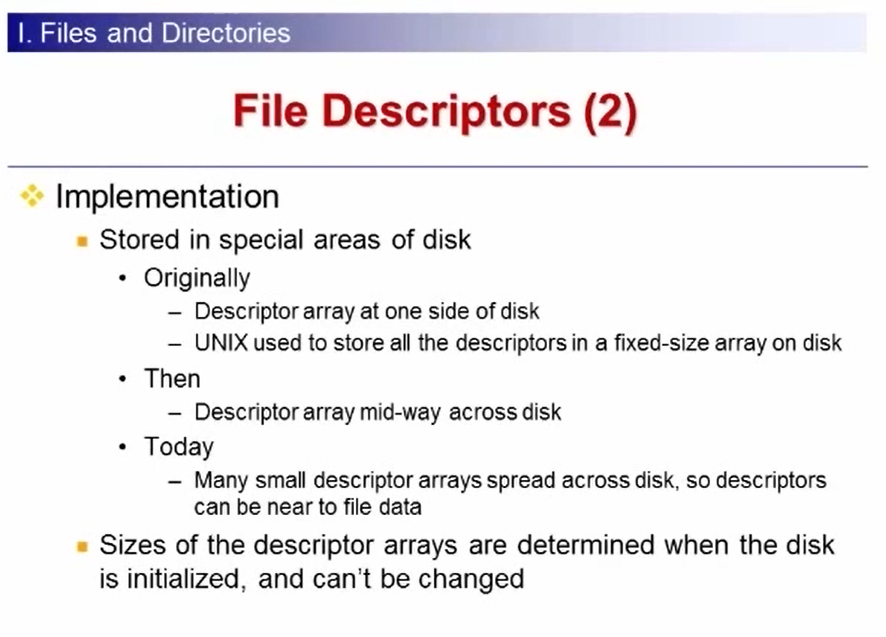 I. Files and Directories
File Descriptors (2)
Implementation
Stored in special areas of disk
• Originally
– Descriptor array at one side of disk
– UNIX used to store all the descriptors in a fixed-size array on disk
• Then
– Descriptor array mid-way across disk
• Today
– Many small descriptor arrays spread across disk, so descriptors
can be near to file data
Sizes of the descriptor arrays are determined when the disk
is initialized, and can't be changed